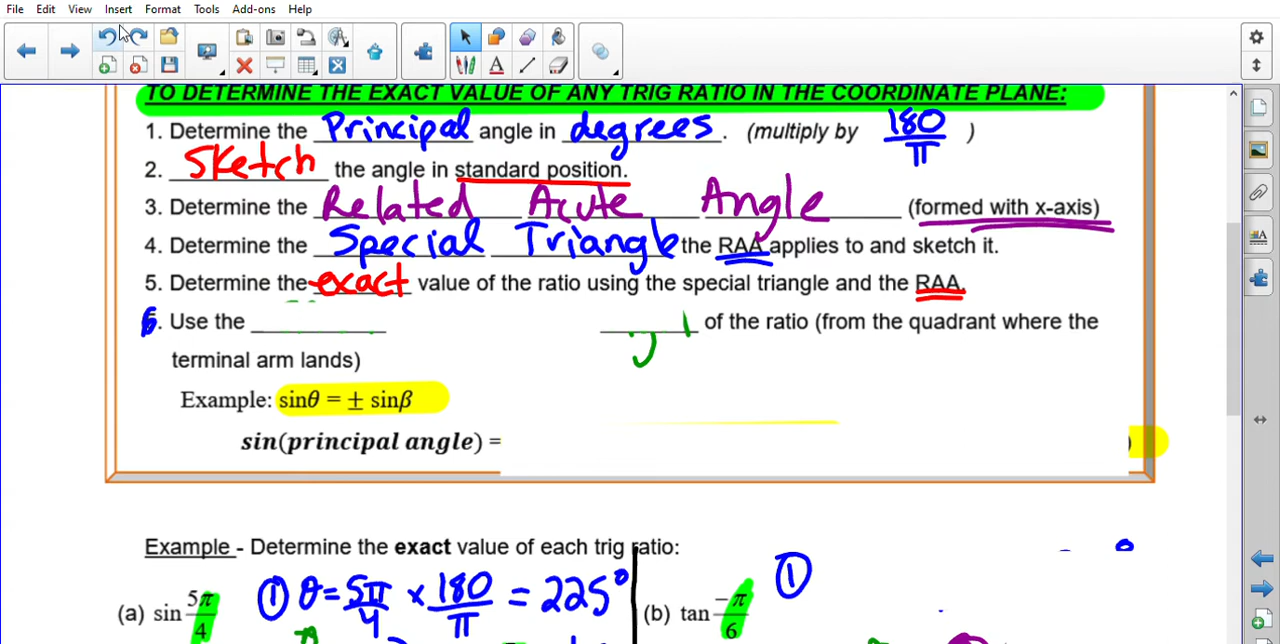 File Edit View Insert Format Tools Add-ons Help
TO DETERMINE THE EXACT VALUE OF ANY TRIG RATIO IN THE COORDINATE PLANE:
1. Determine the Principal angle in degrees. (multiply by 180/π )
2. Sketch the angle in standard position.
3. Determine the Related Acute Angle (formed with x-axis)
4. Determine the Special Triangle the RAA applies to and sketch it.
5. Determine the exact value of the ratio using the special triangle and the RAA.
6. Use the ___ ___ of the ratio (from the quadrant where the
terminal arm lands)
Example: sinθ = ± sinβ
sin(principal angle) = )
Example - Determine the exact value of each trig ratio:
(a) sin 5π/4 ① θ = 5π/4 × 180/π = 225°
(b) tan -π/6 ①